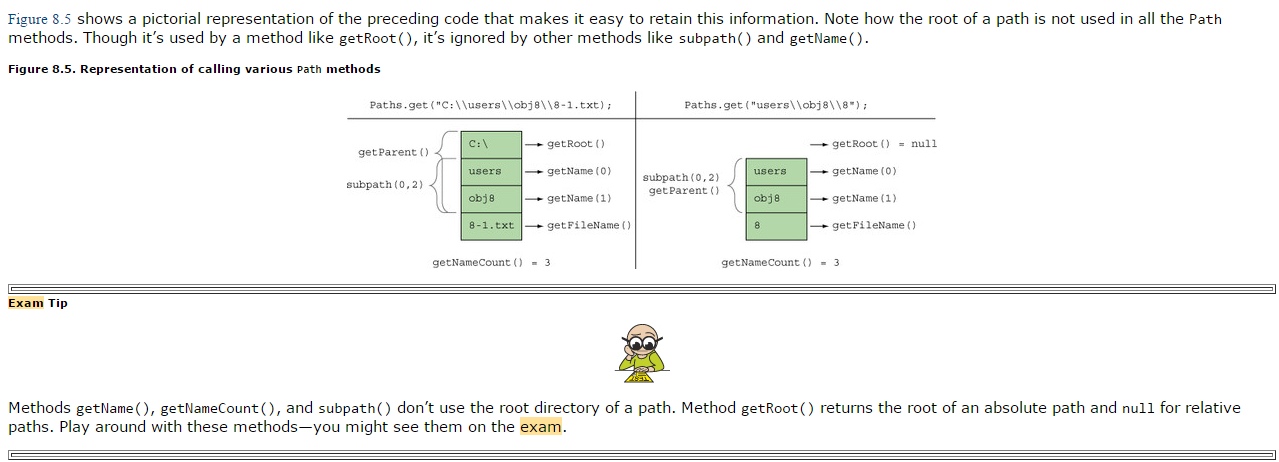 Figure 8.5 shows a pictorial representation of the preceding code that makes it easy to retain this information. Note how the root of a path is not used in all the Path
methods. Though it’s used by a method like getRoot(), it’s ignored by other methods like subpath() and getName().
Figure 8.5. Representation of calling various Path methods
Paths.get("C:\\users\\obj8\\8-1.txt);
getParent()
subpath(0,2)
C:\
users
obj8
8-1.txt
getRoot()
getName(0)
getName(1)
getFileName()
getNameCount() = 3
Paths.get("users\\obj8\\8");
subpath(0,2)
getParent()
users
obj8
8
getRoot() = null
getName(0)
getName(1)
getFileName()
getNameCount() = 3
Exam Tip
TEST
Methods getName(), getNameCount(), and subpath() don’t use the root directory of a path. Method getRoot() returns the root of an absolute path and null for relative
paths. Play around with these methods—you might see them on the exam.